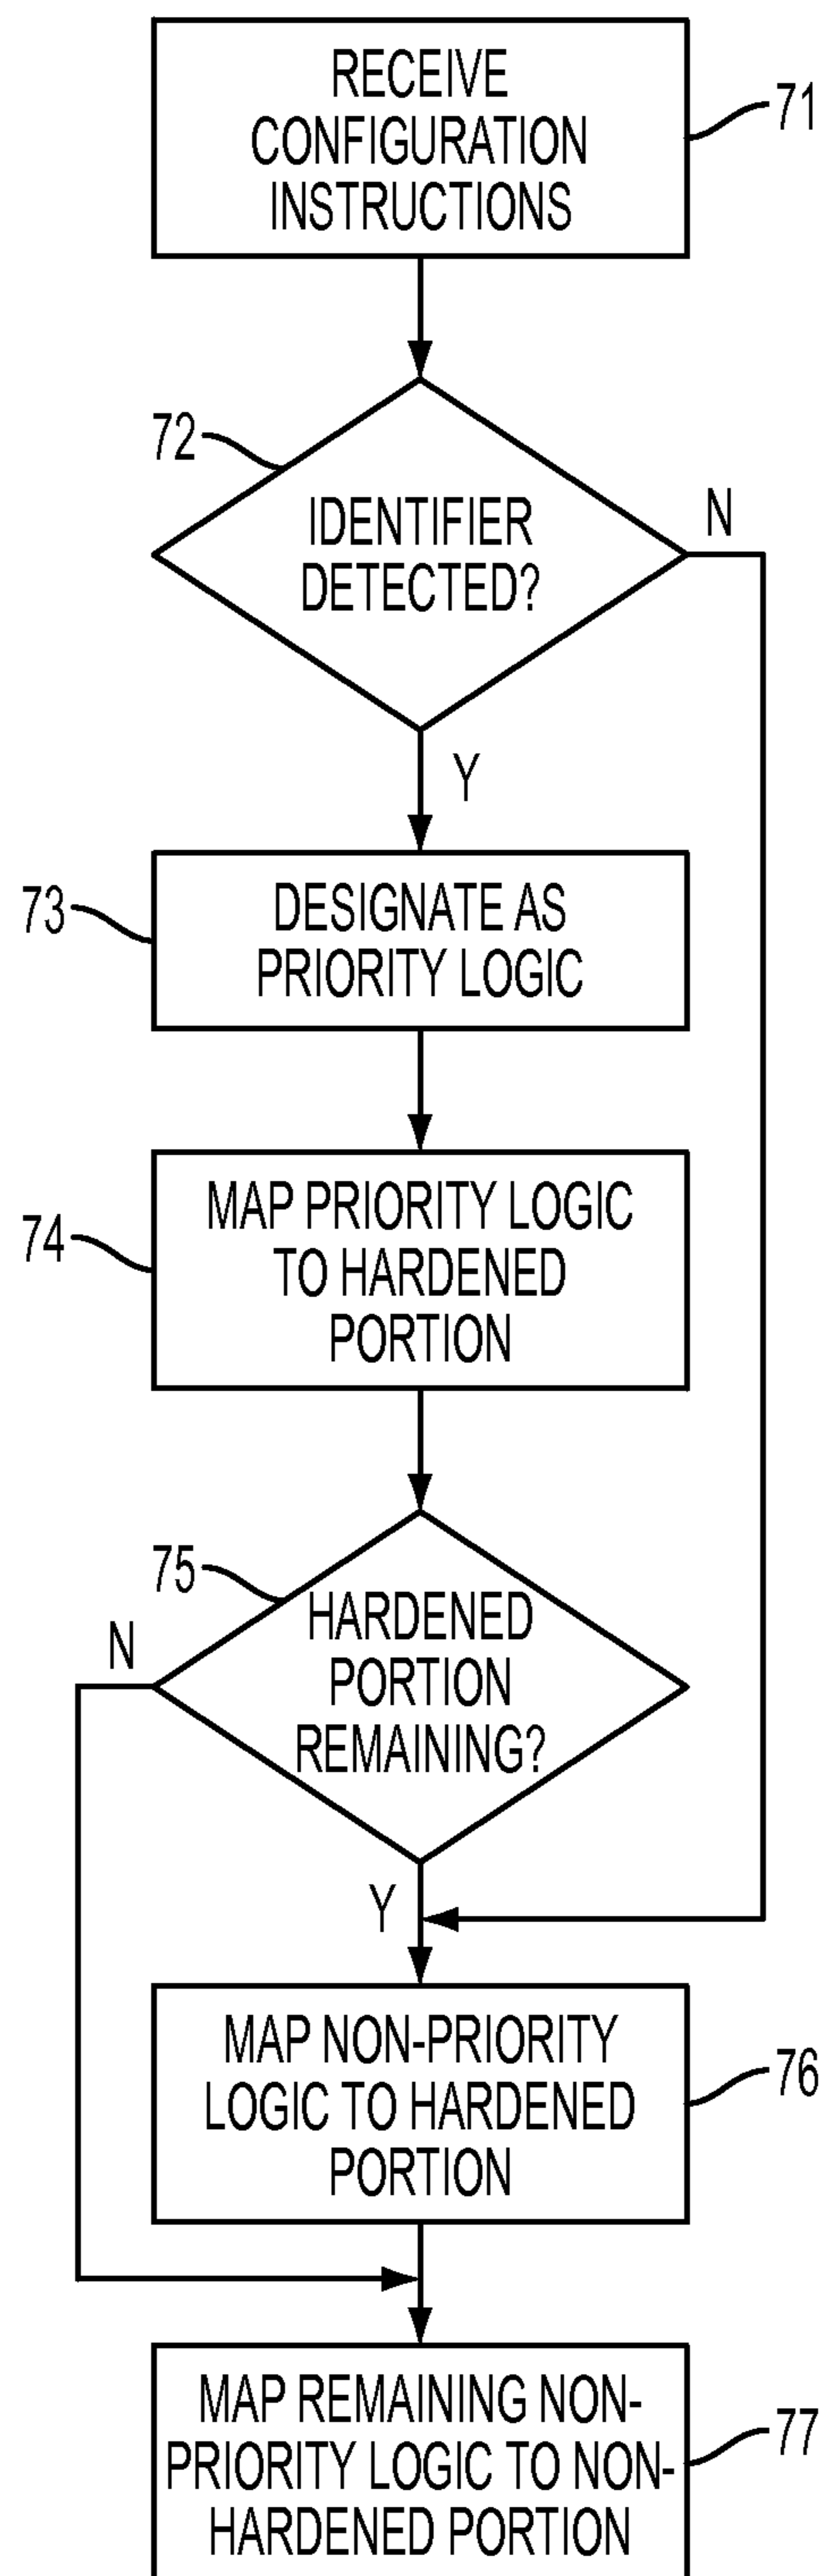 RECEIVE
CONFIGURATION
INSTRUCTIONS
71
72
IDENTIFIER
DETECTED?
N
Y
73
DESIGNATE AS
PRIORITY LOGIC
74
MAP PRIORITY LOGIC
TO HARDENED
PORTION
75
HARDENED
PORTION
REMAINING?
N
Y
MAP NON-PRIORITY
LOGIC TO HARDENED
PORTION
76
MAP REMAINING NON-
PRIORITY LOGIC TO NON-
HARDENED PORTION
77